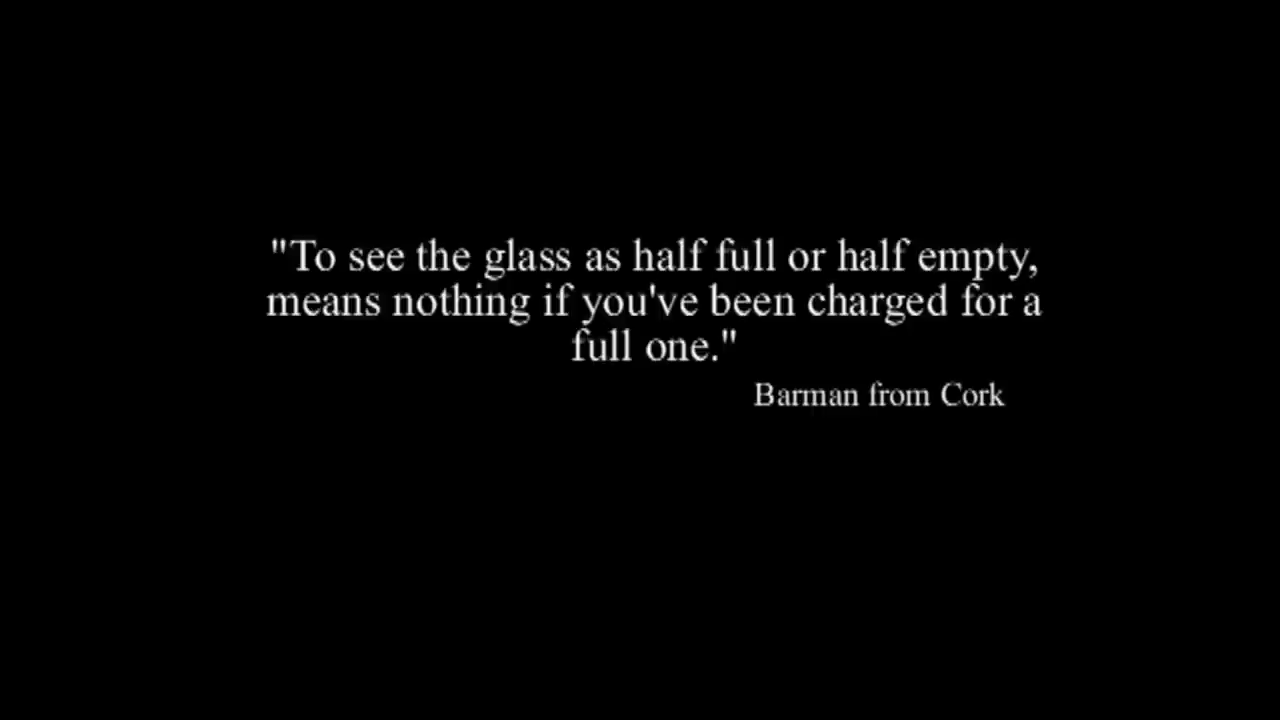 "To see the glass as half full or half empty,
means nothing if you've been charged for a
full one."
Barman from Cork